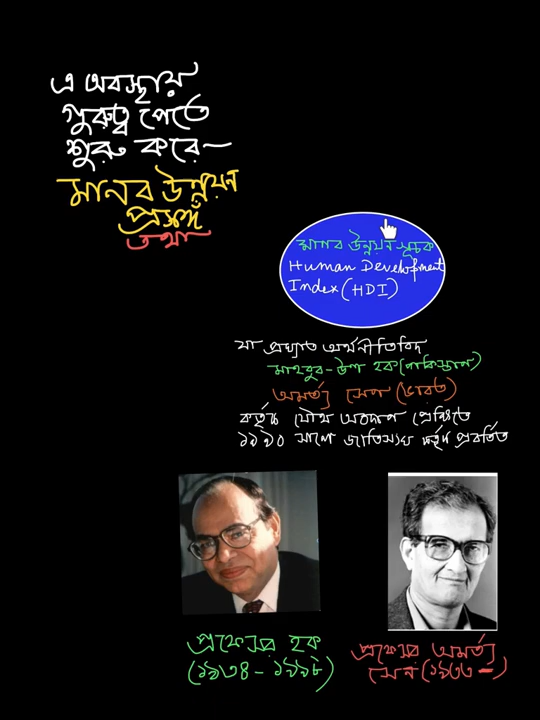 এ অবস্থায়
গুরুত্ব পেতে
শুরু করে-
মানব উন্নয়ন
প্রসঙ্গ
তথা
মানব উন্নয়ন সূচক
Human Development
Index (HDI)
যা প্রখ্যাত অর্থনীতিবিদ
মাহবুব-উল হক (পাকিস্তান)
অমর্ত্য সেন (ভারত)
কর্তৃক যৌথ অবদান প্রেক্ষিতে
১৯৯০ সালে জাতিসংঘ কর্তৃক প্রবর্তিত
প্রফেসর হক
(১৯৩৪-১৯৯৮)
প্রফেসর অমর্ত্য
সেন (১৯৩৩-)